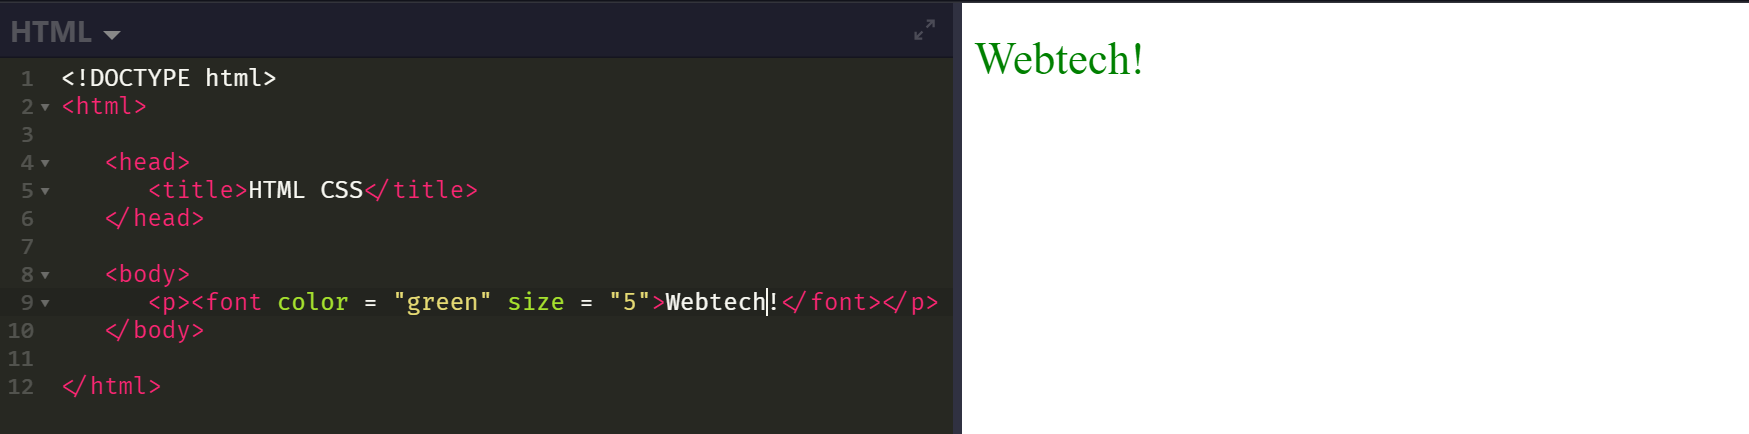 HTML
1 <!DOCTYPE html>
2 <html>
3
4 <head>
5 <title>HTML CSS</title>
6 </head>
7
8 <body>
9 <p><font color = "green" size = "5">Webtech!</font></p>
10 </body>
11
12 </html>
Webtech!